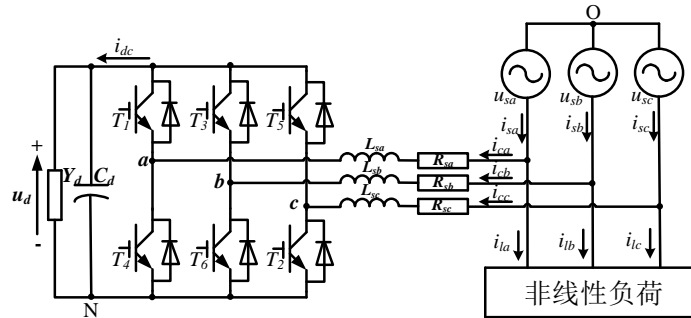 O
i_dc
u_sa u_sb u_sc
T_1 T_3 T_5
i_sa i_sb i_sc
L_sa
i_ca
a
R_sa
+
L_sb
i_cb
u_d
Y_d C_d
b
R_sb
L_sc
i_cc
c
R_sc
-
T_4 T_6 T_2
i_la i_lb i_lc
N
非线性负荷